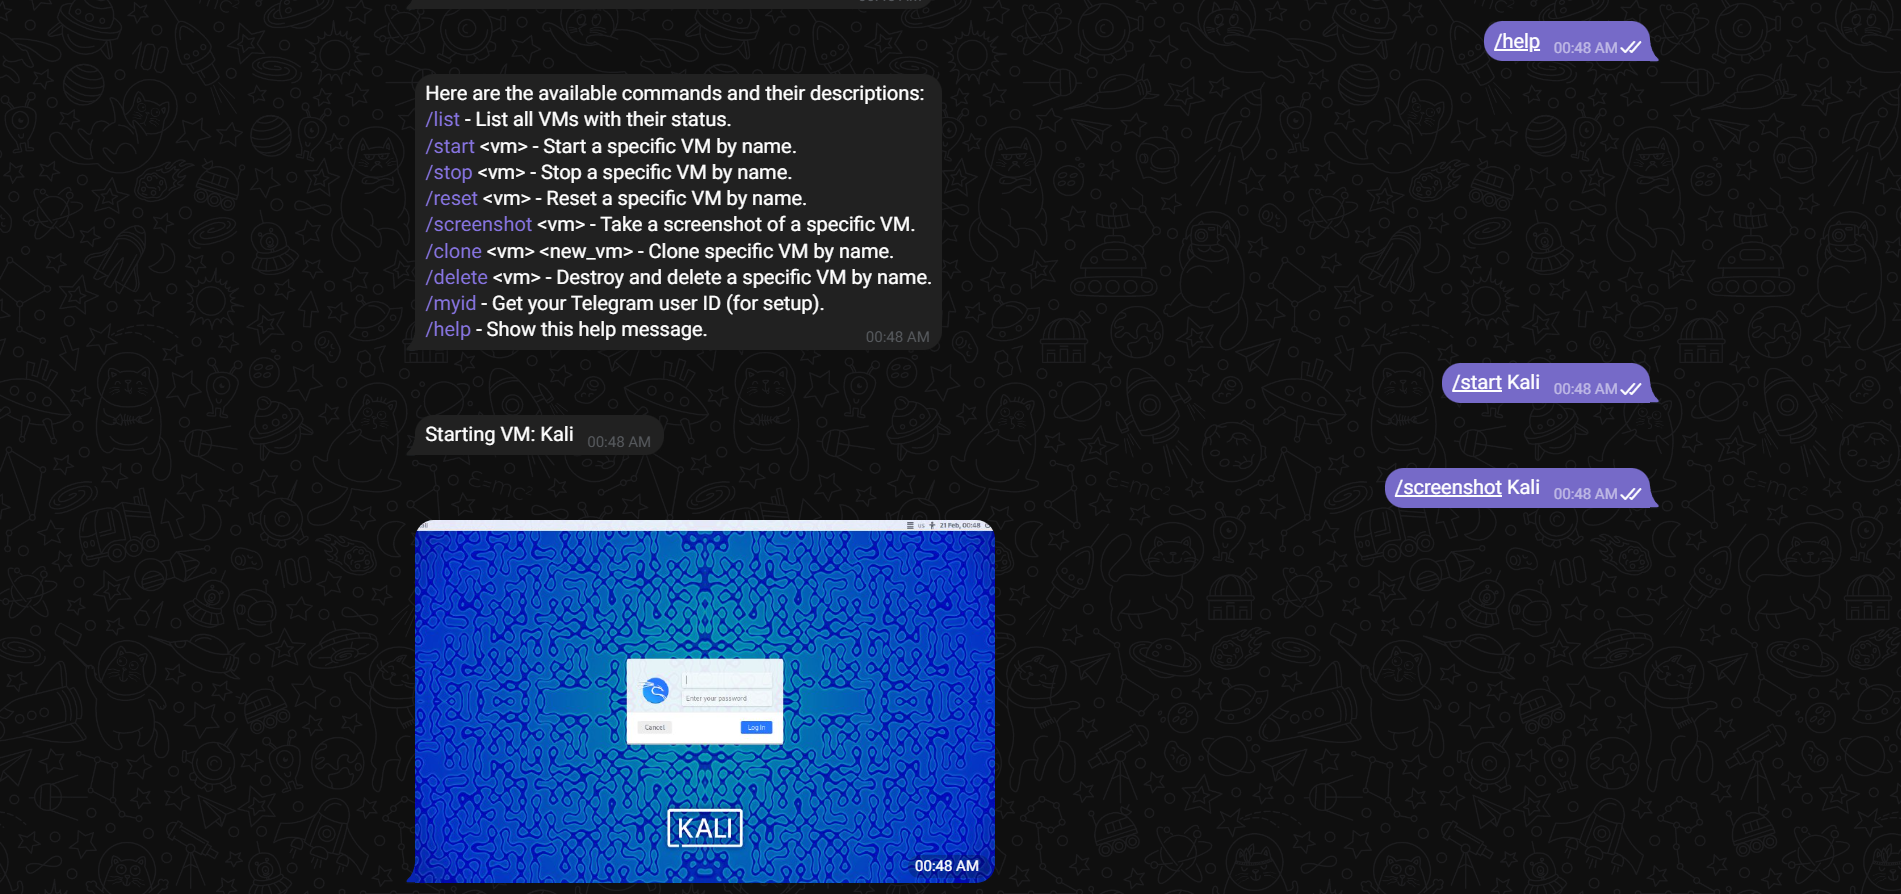 /help 00:48 AM
Here are the available commands and their descriptions:
/list - List all VMs with their status.
/start <vm> - Start a specific VM by name.
/stop <vm> - Stop a specific VM by name.
/reset <vm> - Reset a specific VM by name.
/screenshot <vm> - Take a screenshot of a specific VM.
/clone <vm> <new_vm> - Clone specific VM by name.
/delete <vm> - Destroy and delete a specific VM by name.
/myid - Get your Telegram user ID (for setup).
/help - Show this help message.
00:48 AM
/start Kali 00:48 AM
Starting VM: Kali 00:48 AM
/screenshot Kali 00:48 AM
us 21 Feb, 00:48
Enter your password
Cancel Log In
KALI
00:48 AM